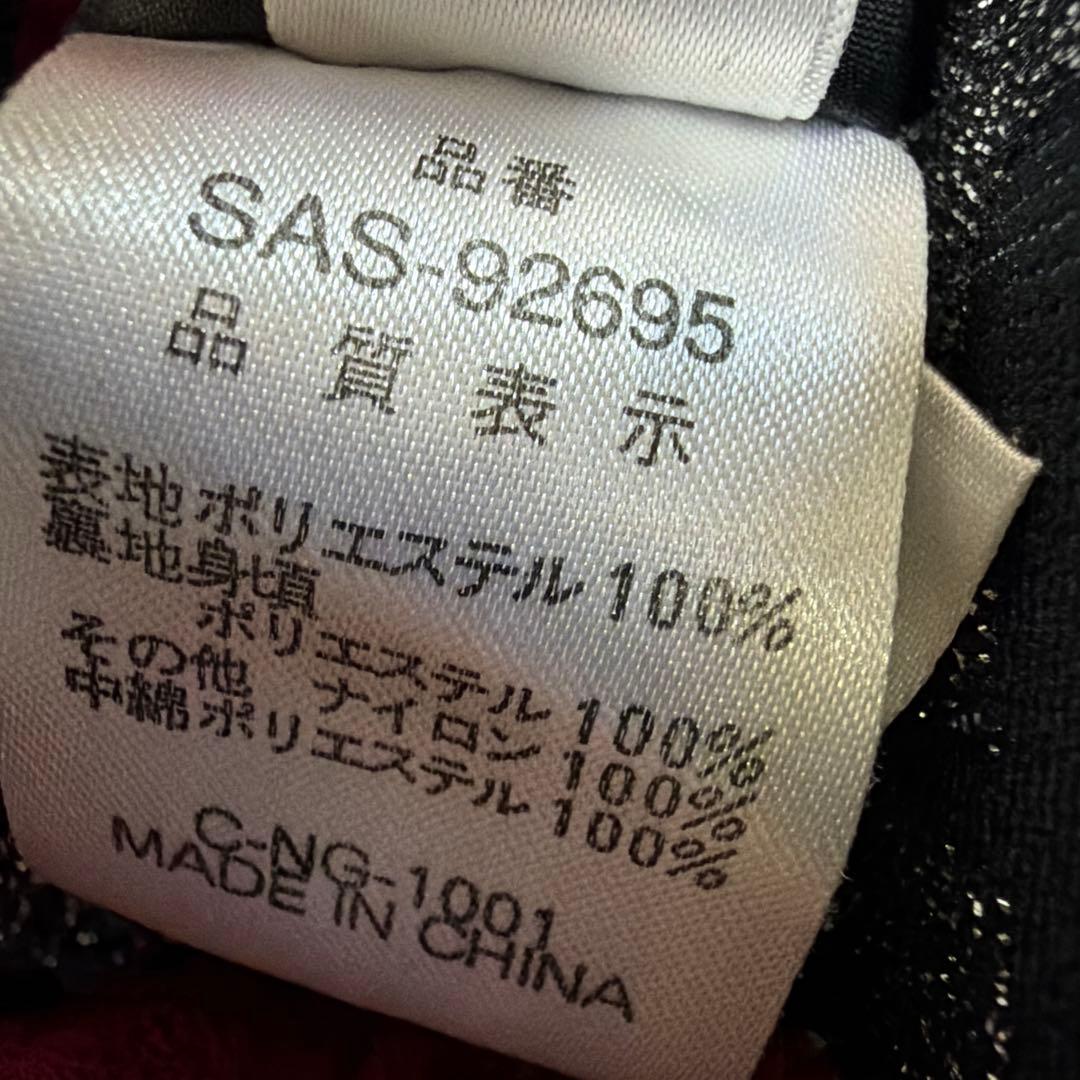 品番
SAS-92695
品質表示
表地ポリエステル100%
裏地身頃
ポリエステル100%
その他 ナイロン100%
中綿ポリエステル100%
C-NG-1001
MADE IN CHINA